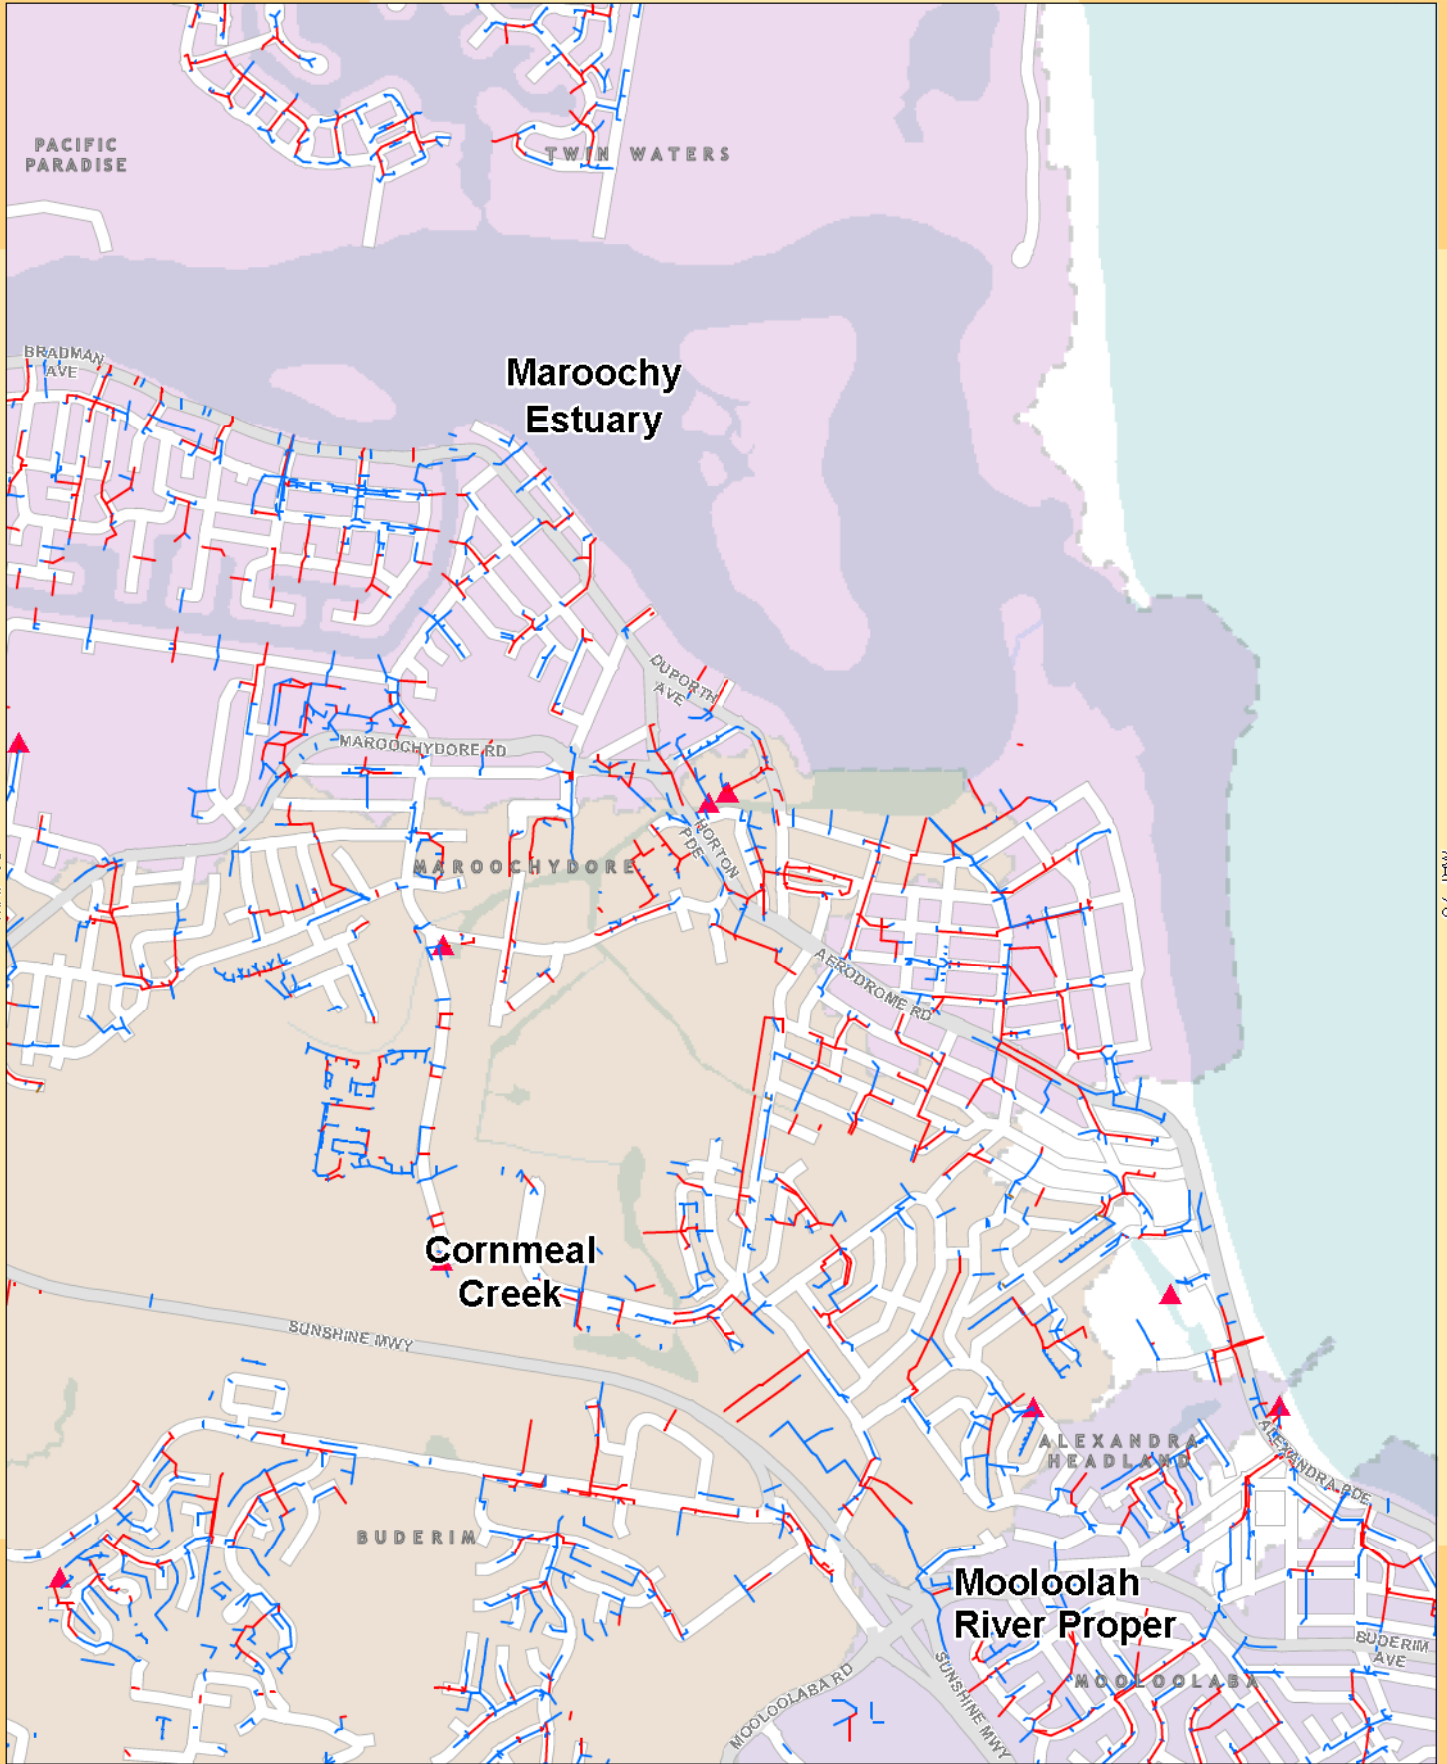 PACIFIC
PARADISE
TWIN WATERS
BRADMAN
AVE
Maroochy
Estuary
DUPORTH
AVE
MAROOCHYDORE RD
HORTON
PDE
MAROOCHYDORE
AERODROME RD
Cornmeal
Creek
SUNSHINE MWY
ALEXANDRA
HEADLAND
ALEXANDRA PDE
BUDERIM
Mooloolah
River Proper
BUDERIM
AVE
MOOLOOLABA
SUNSHINE MWY
MOOLOOLABA RD